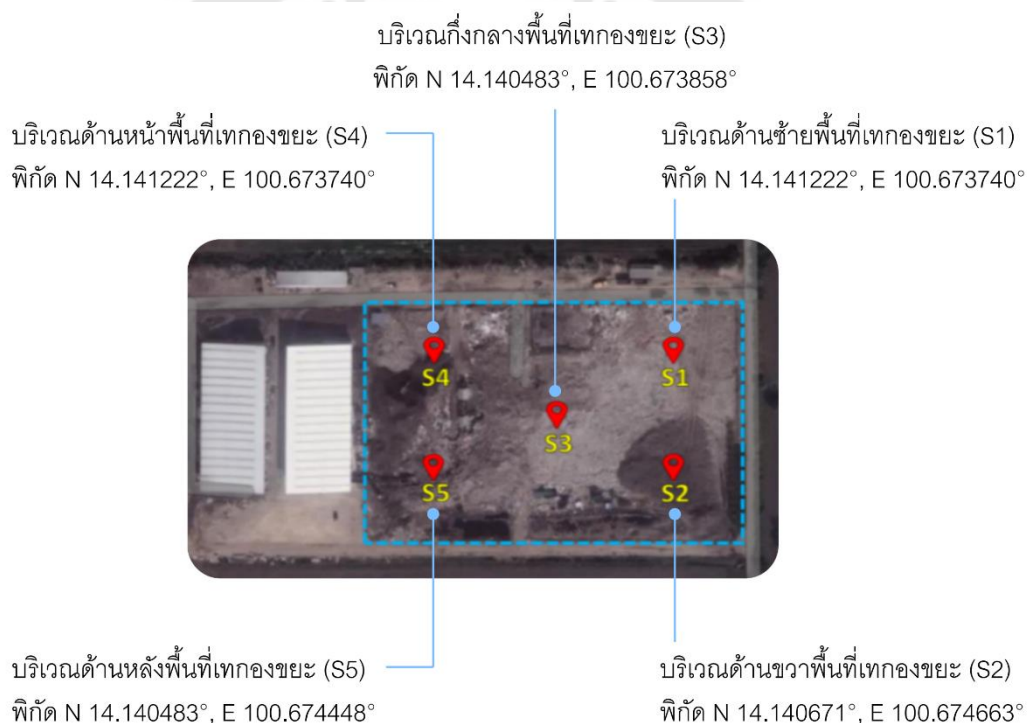 บริเวณกึ่งกลางพื้นที่เทกองขยะ (S3)
พิกัด N 14.140483°, E 100.673858°
บริเวณด้านหน้าพื้นที่เทกองขยะ (S4)
พิกัด N 14.141222°, E 100.673740°
บริเวณด้านซ้ายพื้นที่เทกองขยะ (S1)
พิกัด N 14.141222°, E 100.673740°
S4
S1
S3
S5
S2
บริเวณด้านหลังพื้นที่เทกองขยะ (S5)
พิกัด N 14.140483°, E 100.674448°
บริเวณด้านขวาพื้นที่เทกองขยะ (S2)
พิกัด N 14.140671°, E 100.674663°